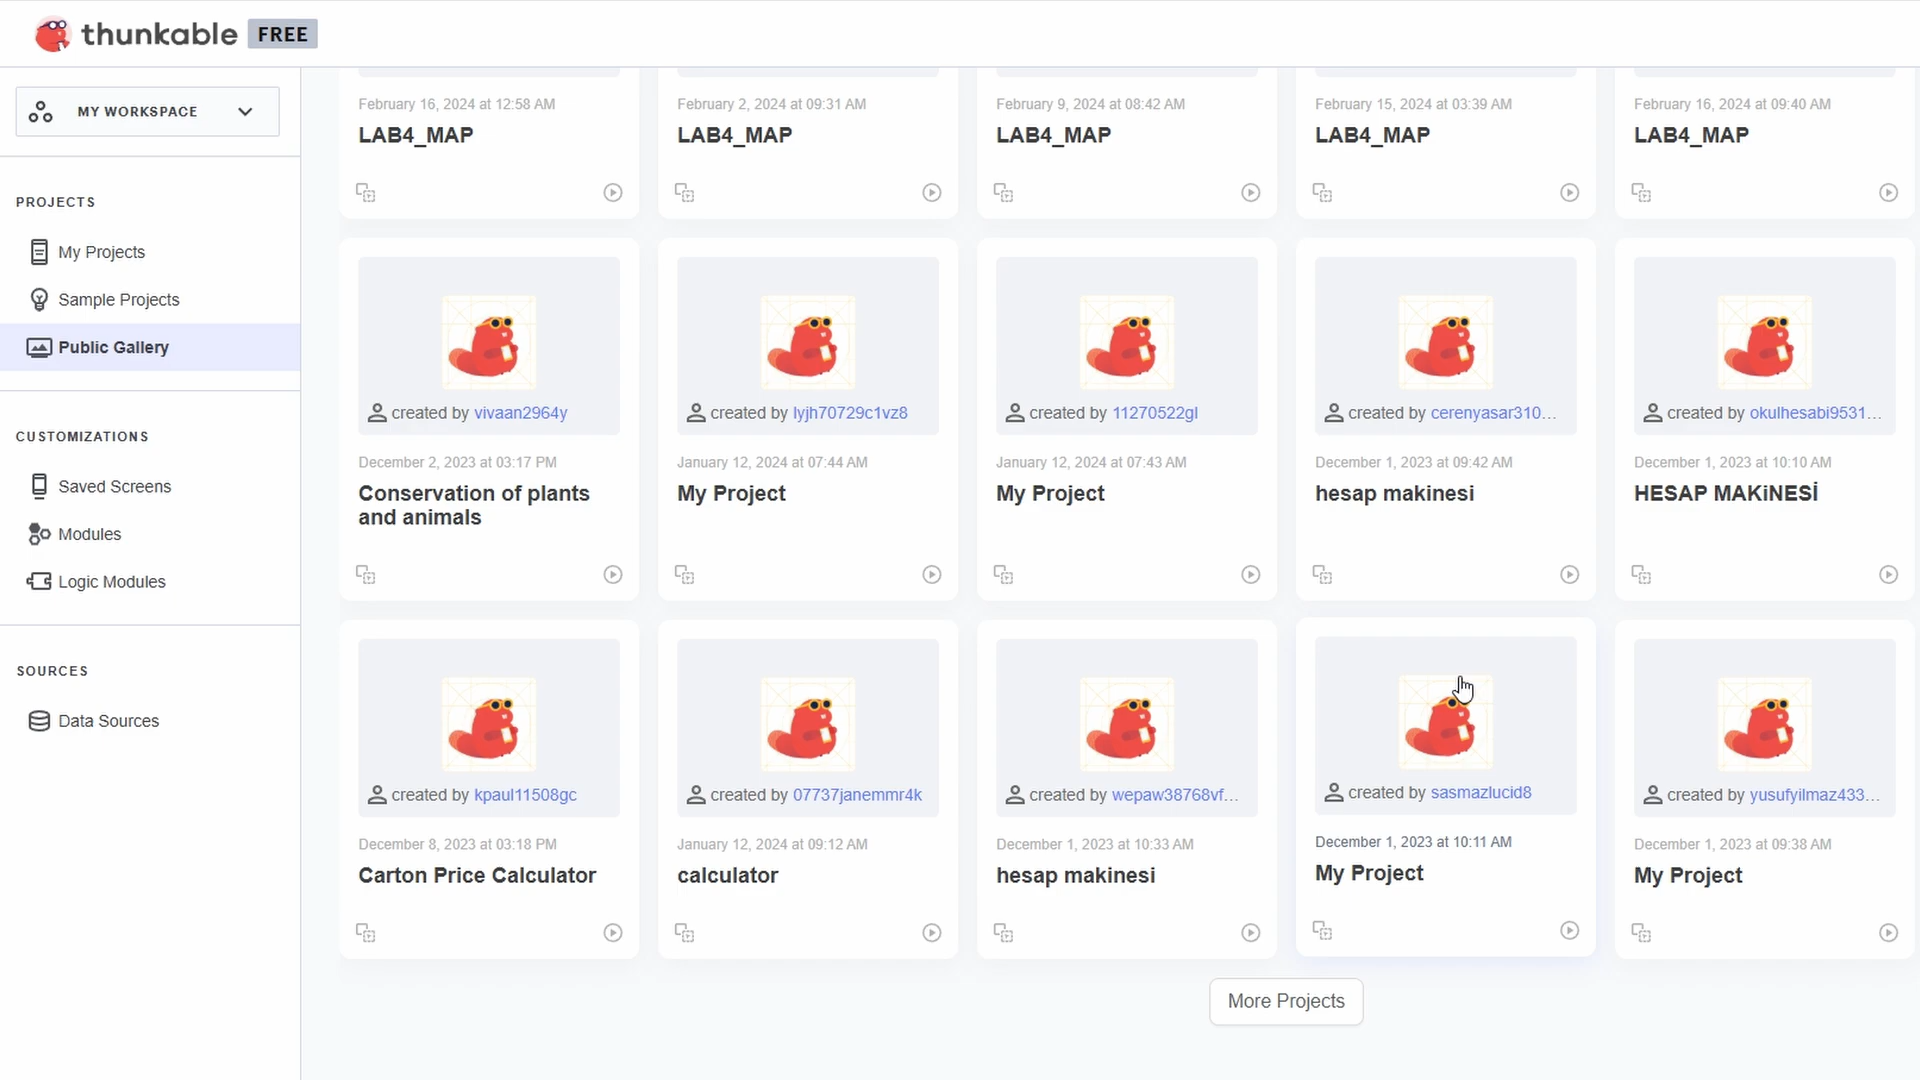 thunkable FREE
MY WORKSPACE
PROJECTS
My Projects
Sample Projects
Public Gallery
CUSTOMIZATIONS
Saved Screens
Modules
Logic Modules
SOURCES
Data Sources
February 16, 2024 at 12:58 AM
LAB4_MAP
February 2, 2024 at 09:31 AM
LAB4_MAP
February 9, 2024 at 08:42 AM
LAB4_MAP
February 15, 2024 at 03:39 AM
LAB4_MAP
February 16, 2024 at 09:40 AM
LAB4_MAP
created by vivaan2964y
December 2, 2023 at 03:17 PM
Conservation of plants
and animals
created by lyjh70729c1vz8
January 12, 2024 at 07:44 AM
My Project
created by 11270522gl
January 12, 2024 at 07:43 AM
My Project
created by cerenyasar310...
December 1, 2023 at 09:42 AM
hesap makinesi
created by okulhesabi9531...
December 1, 2023 at 10:10 AM
HESAP MAKiNESİ
created by kpaul11508gc
December 8, 2023 at 03:18 PM
Carton Price Calculator
created by 07737janemmr4k
January 12, 2024 at 09:12 AM
calculator
created by wepaw38768vf...
December 1, 2023 at 10:33 AM
hesap makinesi
created by sasmazlucid8
December 1, 2023 at 10:11 AM
My Project
created by yusufyilmaz433...
December 1, 2023 at 09:38 AM
My Project
More Projects